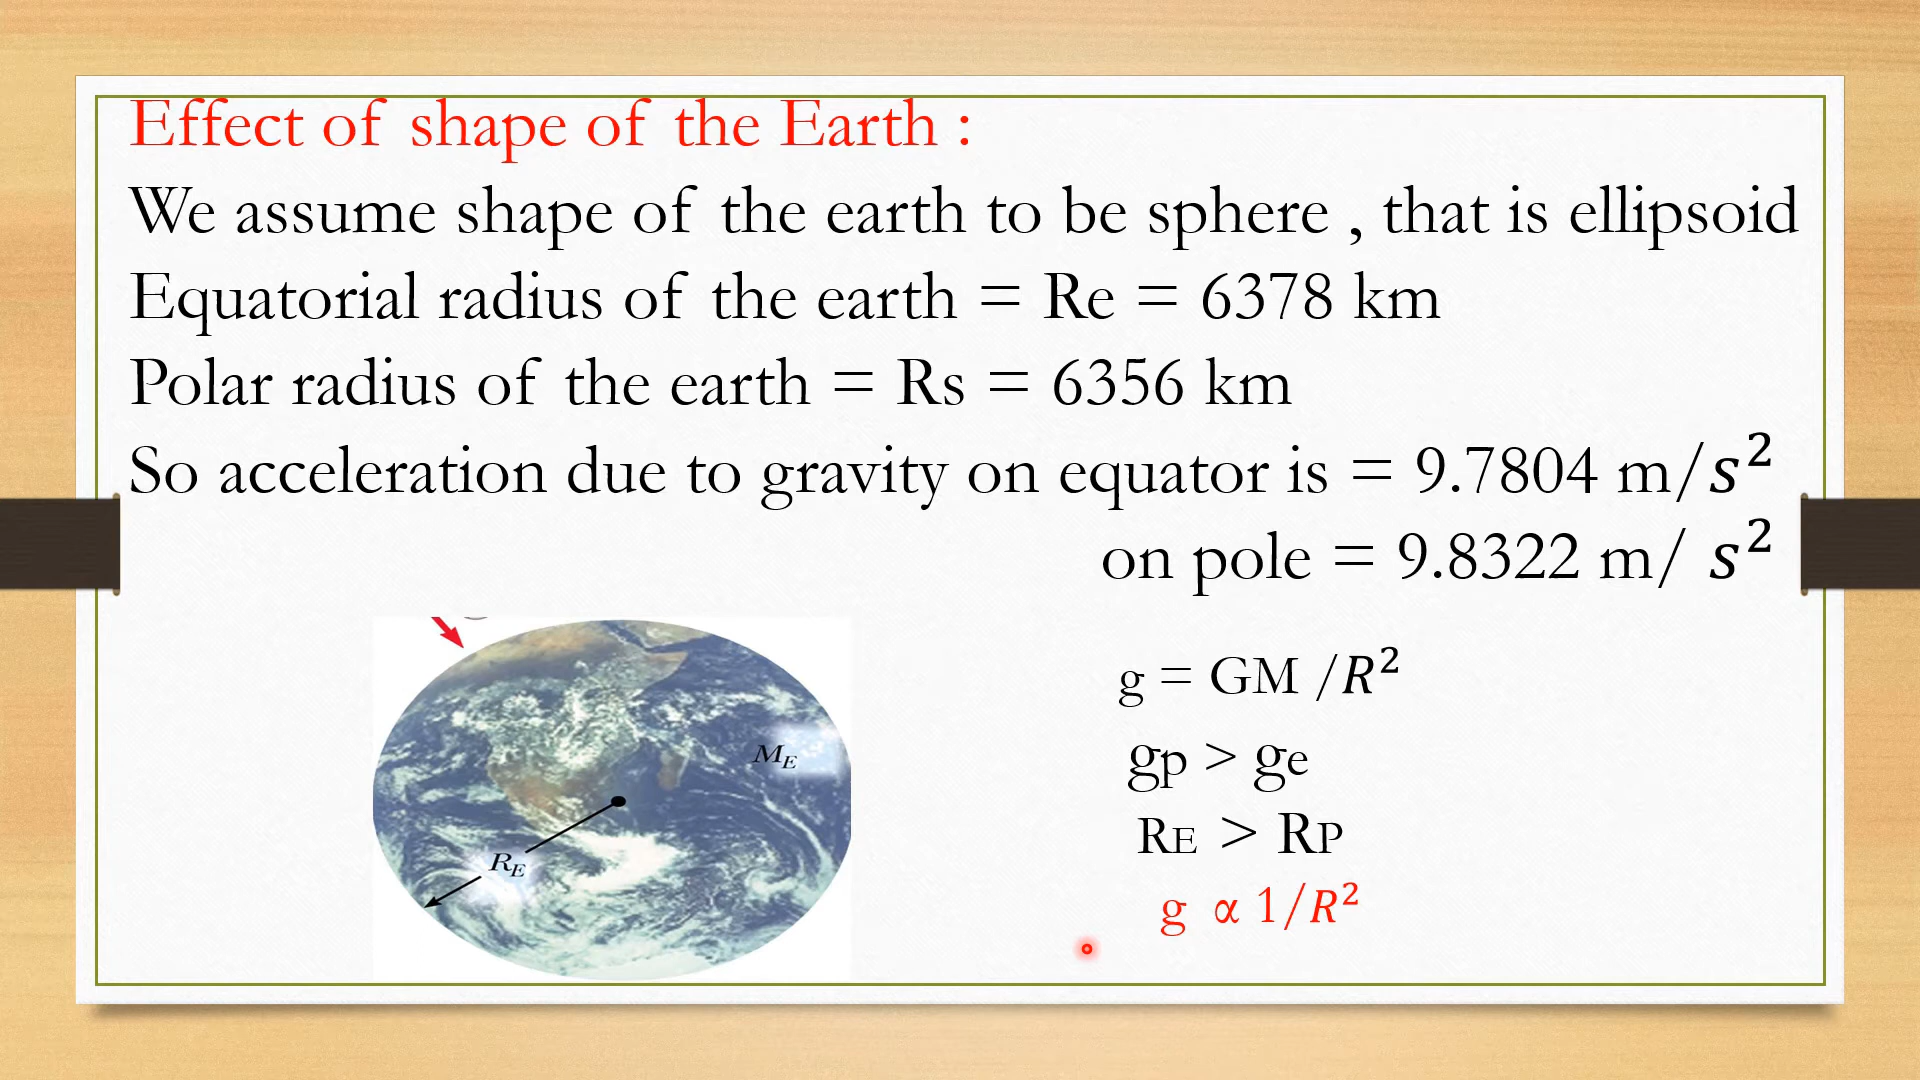 Effect of shape of the Earth :
We assume shape of the earth to be sphere , that is ellipsoid
Equatorial radius of the earth = Re = 6378 km
Polar radius of the earth = Rs = 6356 km
So acceleration due to gravity on equator is = 9.7804 m/s²
on pole = 9.8322 m/ s²
g = GM /R²
gp > ge
RE > RP
g ∝ 1/R²
M_E
R_E